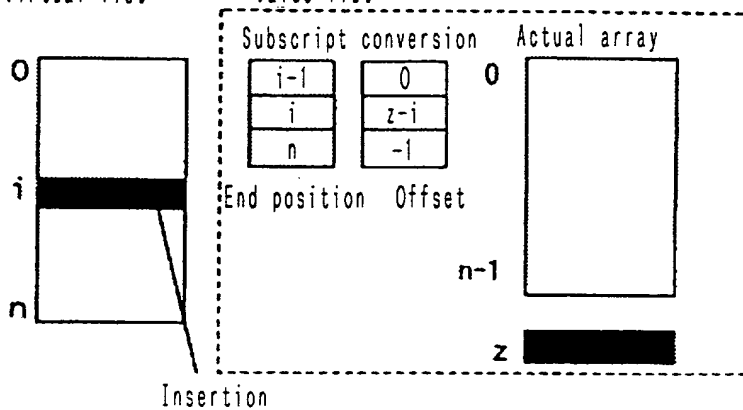 Subscript conversion Actual array
0 i-1 0 0
i z-i
n -1
i End position Offset
n-1
n
z
Insertion